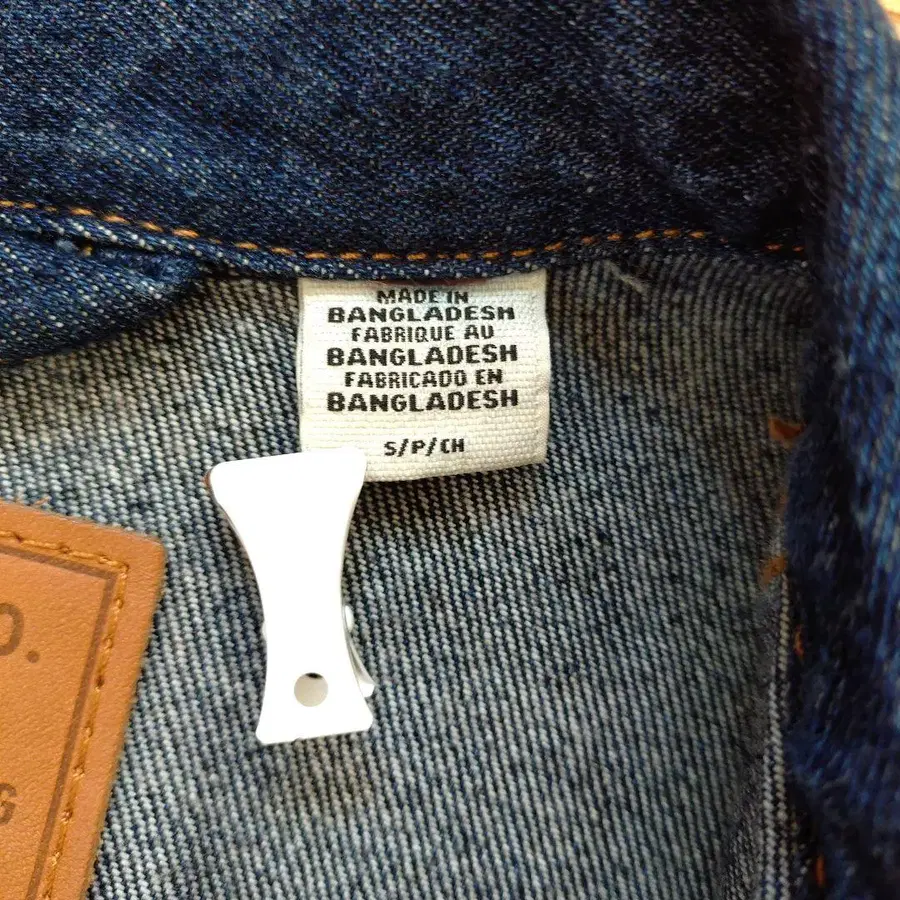 MADE IN
BANGLADESH
FABRIQUE AU
BANGLADESH
FABRICADO EN
BANGLADESH
S/P/CH
O.
G